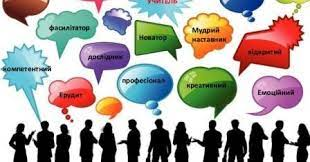 УЧИТЕЛЬ
фасилітатор
Новатор
Мудрий
наставник
відкритий
дослідник
компетентний
професіонал
креативний
Ерудит
Емоційний